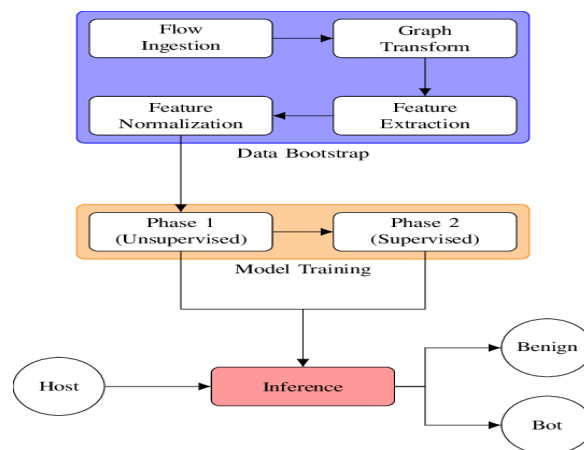 Flow
Ingestion
Graph
Transform
Feature
Normalization
Feature
Extraction
Data Bootstrap
Phase 1
(Unsupervised)
Phase 2
(Supervised)
Model Training
Host
Inference
Benign
Bot